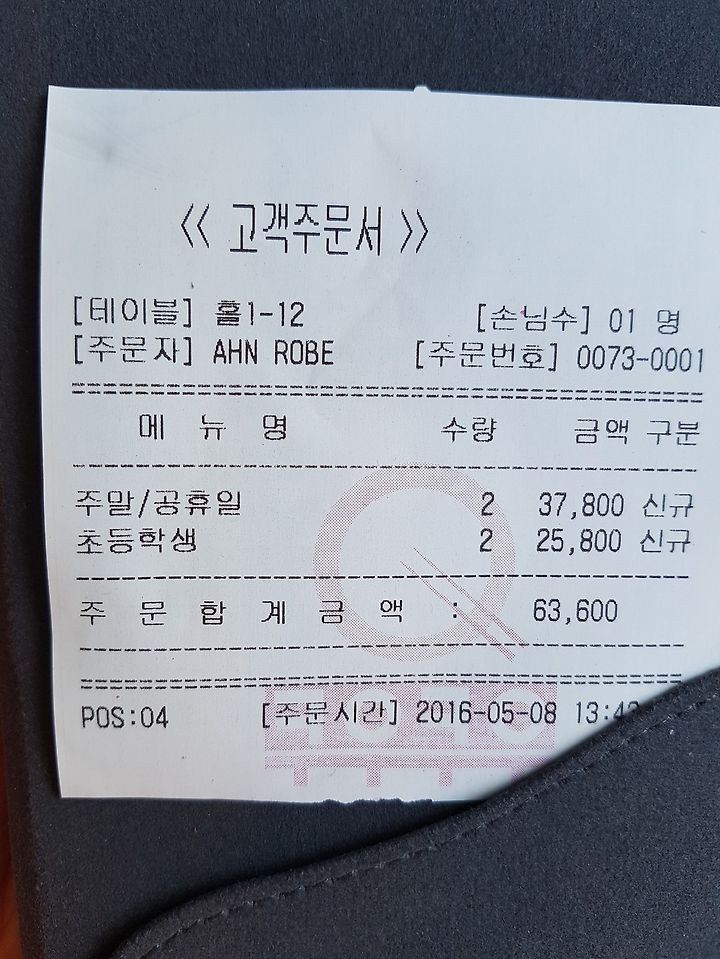 << 고객주문서 >>
[테이블] 홀1-12 [손님수] 01 명
[주문자] AHN ROBE [주문번호] 0073-0001
메 뉴 명 수량 금액 구분
주말/공휴일 2 37,800 신규
초등학생 2 25,800 신규
주 문 합 계 금 액 : 63,600
POS:04 [주문시간] 2016-05-08 13:42